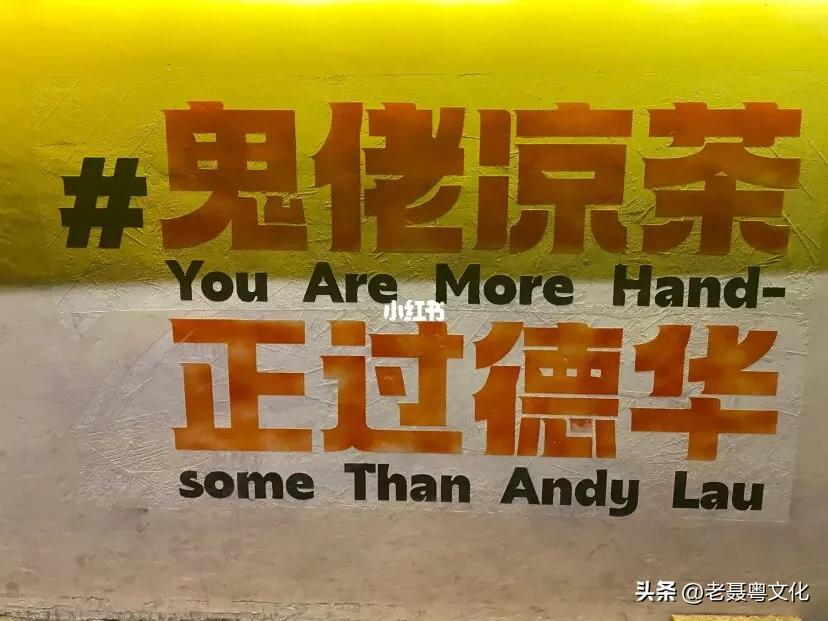 #鬼佬凉茶
You Are More Hand-
小红书
正过德华
some Than Andy Lau
头条 @老聂粤文化